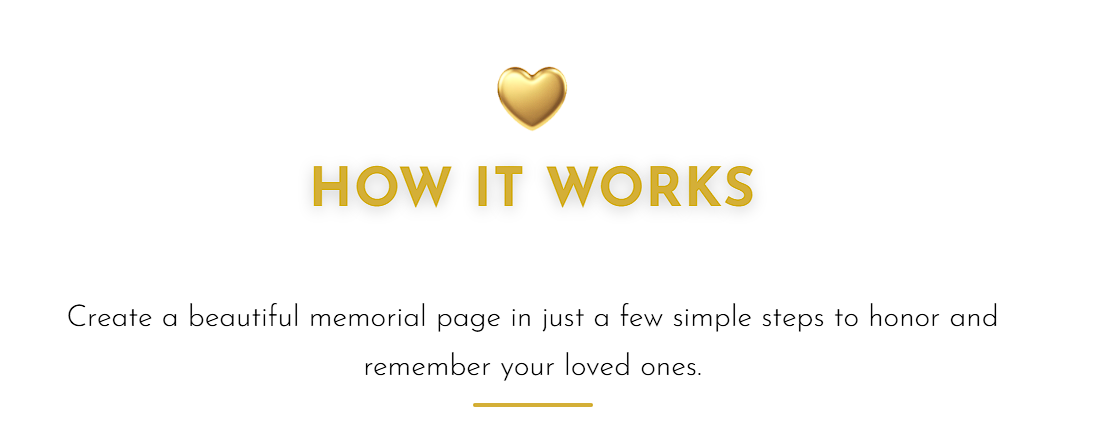 HOW IT WORKS
Create a beautiful memorial page in just a few simple steps to honor and
remember your loved ones.